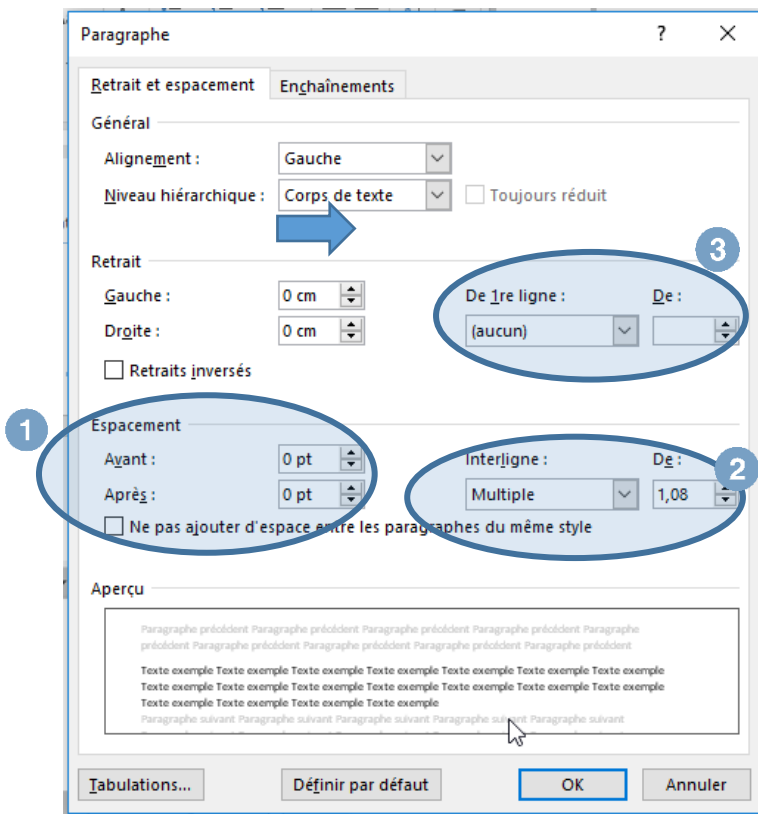 Paragraphe ? ×
Retrait et espacement Enchaînements
Général
Alignement : Gauche
Niveau hiérarchique : Corps de texte Toujours réduit
3
Retrait
Gauche : 0 cm De 1re ligne : De :
Droite : 0 cm (aucun)
Retraits inversés
1
Espacement
Avant : 0 pt Interligne : De :
2
Après : 0 pt Multiple 1,08
Ne pas ajouter d'espace entre les paragraphes du même style
Aperçu
Paragraphe précédent Paragraphe précédent Paragraphe précédent Paragraphe précédent Paragraphe
précédent Paragraphe précédent Paragraphe précédent Paragraphe précédent Paragraphe précédent
Texte exemple Texte exemple Texte exemple Texte exemple Texte exemple Texte exemple Texte exemple
Texte exemple Texte exemple Texte exemple Texte exemple Texte exemple Texte exemple Texte exemple
Texte exemple Texte exemple Texte exemple Texte exemple
Paragraphe suivant Paragraphe suivant Paragraphe suivant Paragraphe suivant Paragraphe suivant
Tabulations... Définir par défaut OK Annuler